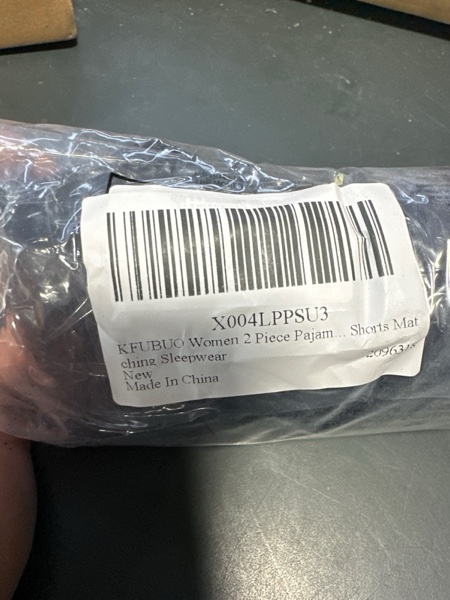 X004LPPSU3
KFUBUO Women 2 Piece Pajam... Shorts Mat
ching Sleepwear
New
Made In China